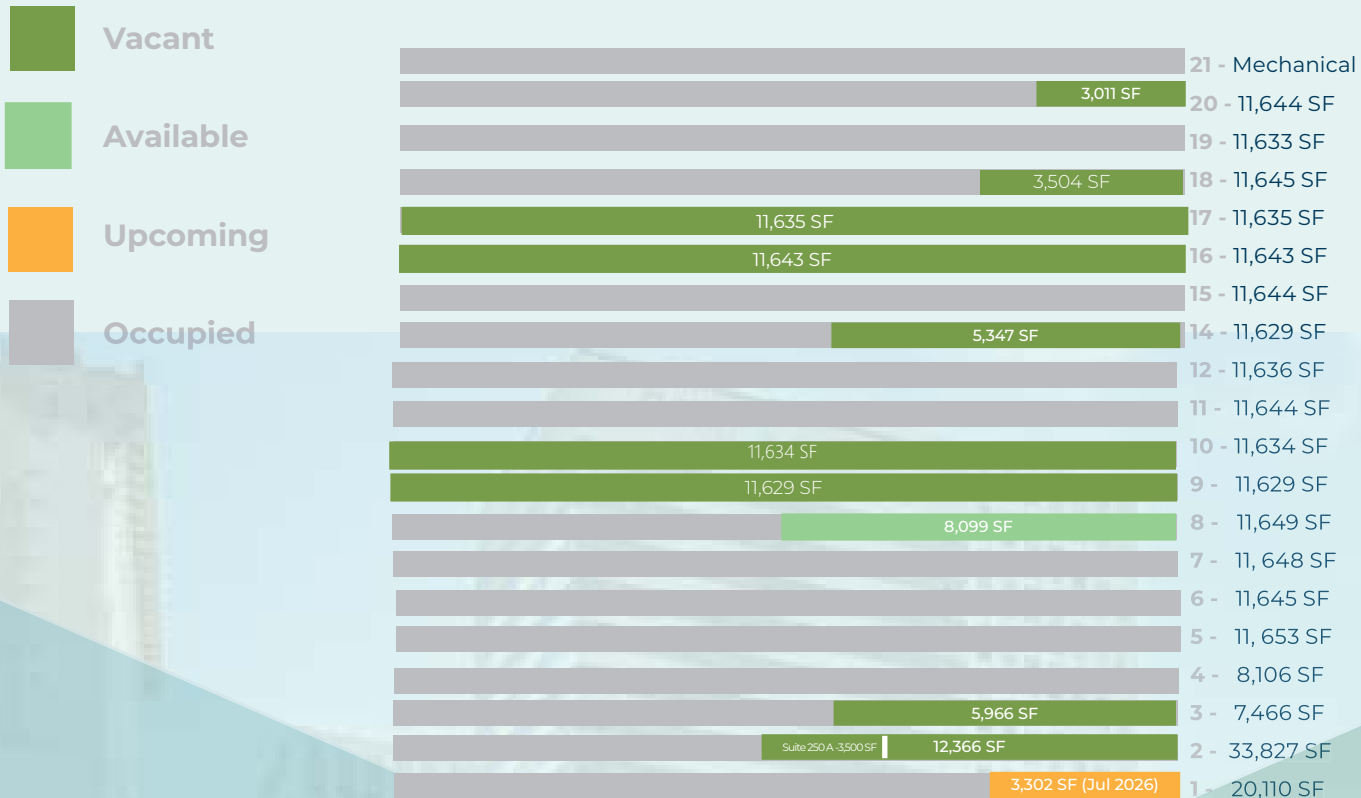 Vacant
Available
Upcoming
Occupied
21 - Mechanical
3,011 SF
20 - 11,644 SF
19 - 11,633 SF
3,504 SF
18 - 11,645 SF
11,635 SF
17 - 11,635 SF
11,643 SF
16 - 11,643 SF
15 - 11,644 SF
5,347 SF
14 - 11,629 SF
12 - 11,636 SF
11 - 11,644 SF
11,634 SF
10 - 11,634 SF
11,629 SF
9 - 11,629 SF
8,099 SF
8 - 11,649 SF
7 - 11, 648 SF
6 - 11,645 SF
5 - 11, 653 SF
4 - 8,106 SF
5,966 SF
3 - 7,466 SF
Suite 250 A -3,500 SF
12,366 SF
2 - 33,827 SF
3,302 SF (Jul 2026)
1 - 20,110 SF